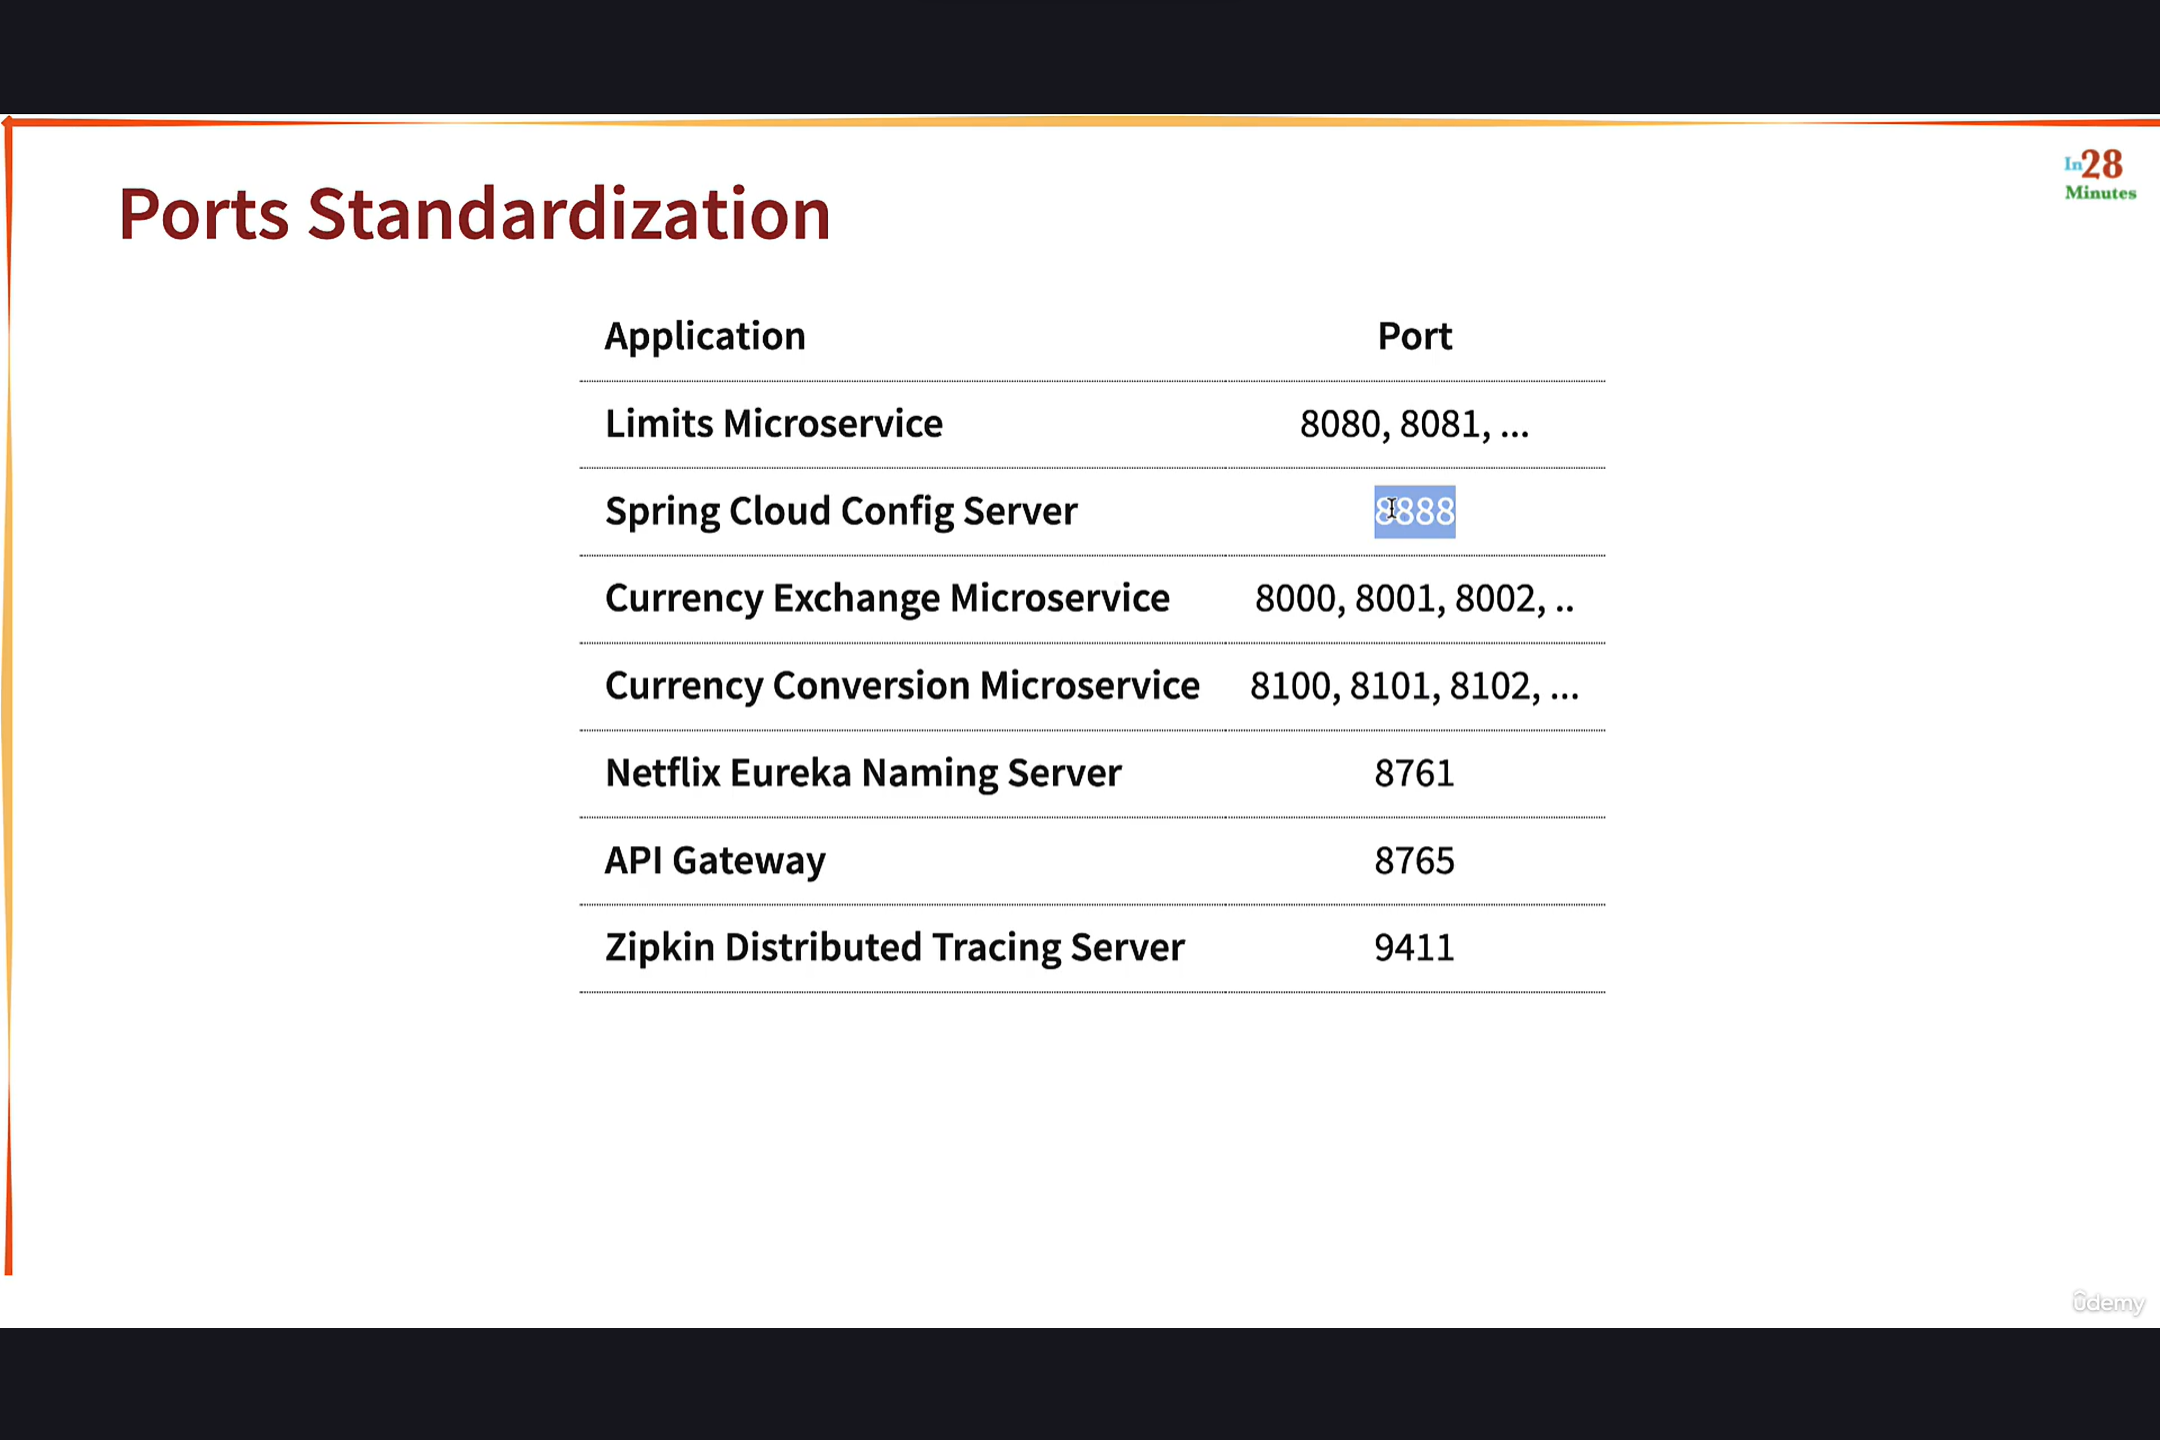 In28
Minutes
Ports Standardization
Application Port
Limits Microservice 8080, 8081, ...
Spring Cloud Config Server 8888
Currency Exchange Microservice 8000, 8001, 8002, ..
Currency Conversion Microservice 8100, 8101, 8102, ...
Netflix Eureka Naming Server 8761
API Gateway 8765
Zipkin Distributed Tracing Server 9411
ûdemy